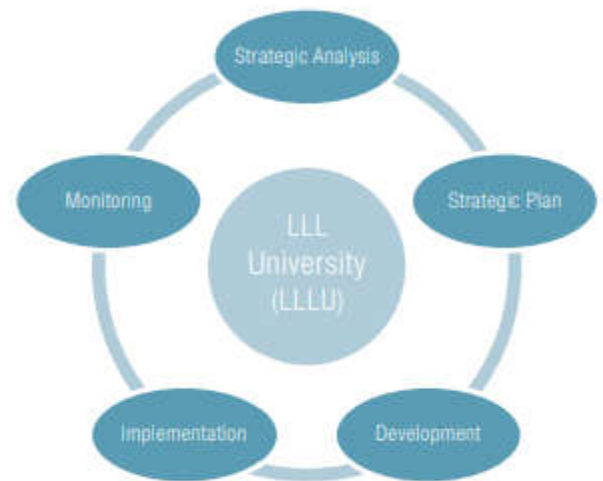 Strategic Analysis
Monitoring
Strategic Plan
LLL
University
(LLLU)
Implementation
Development